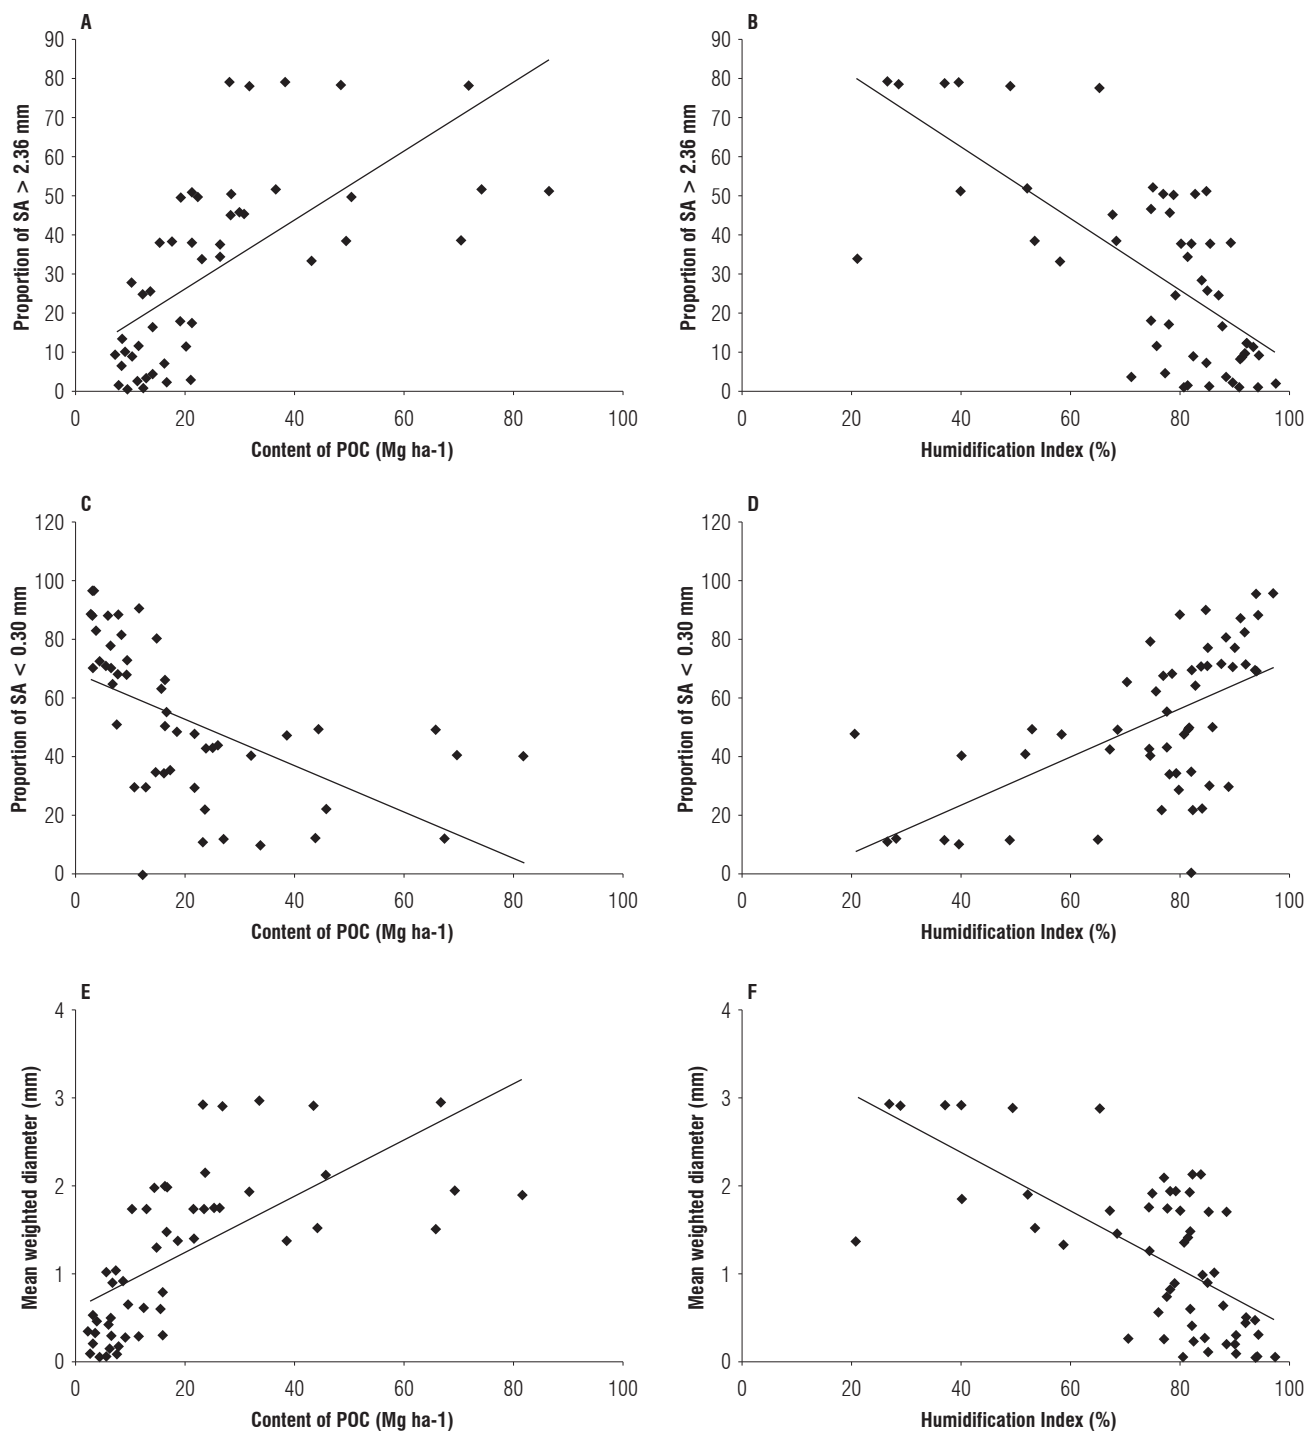 A
Proportion of SA > 2.36 mm
90
80
70
60
50
40
30
20
10
0
0 20 40 60 80 100
Content of POC (Mg ha-1)
B
Proportion of SA > 2.36 mm
90
80
70
60
50
40
30
20
10
0
0 20 40 60 80 100
Humidification Index (%)
C
Proportion of SA < 0.30 mm
120
100
80
60
40
20
0
0 20 40 60 80 100
Content of POC (Mg ha-1)
D
Proportion of SA < 0.30 mm
120
100
80
60
40
20
0
0 20 40 60 80 100
Humidification Index (%)
E
Mean weighted diameter (mm)
4
3
2
1
0
0 20 40 60 80 100
Content of POC (Mg ha-1)
F
Mean weighted diameter (mm)
4
3
2
1
0
0 20 40 60 80 100
Humidification Index (%)